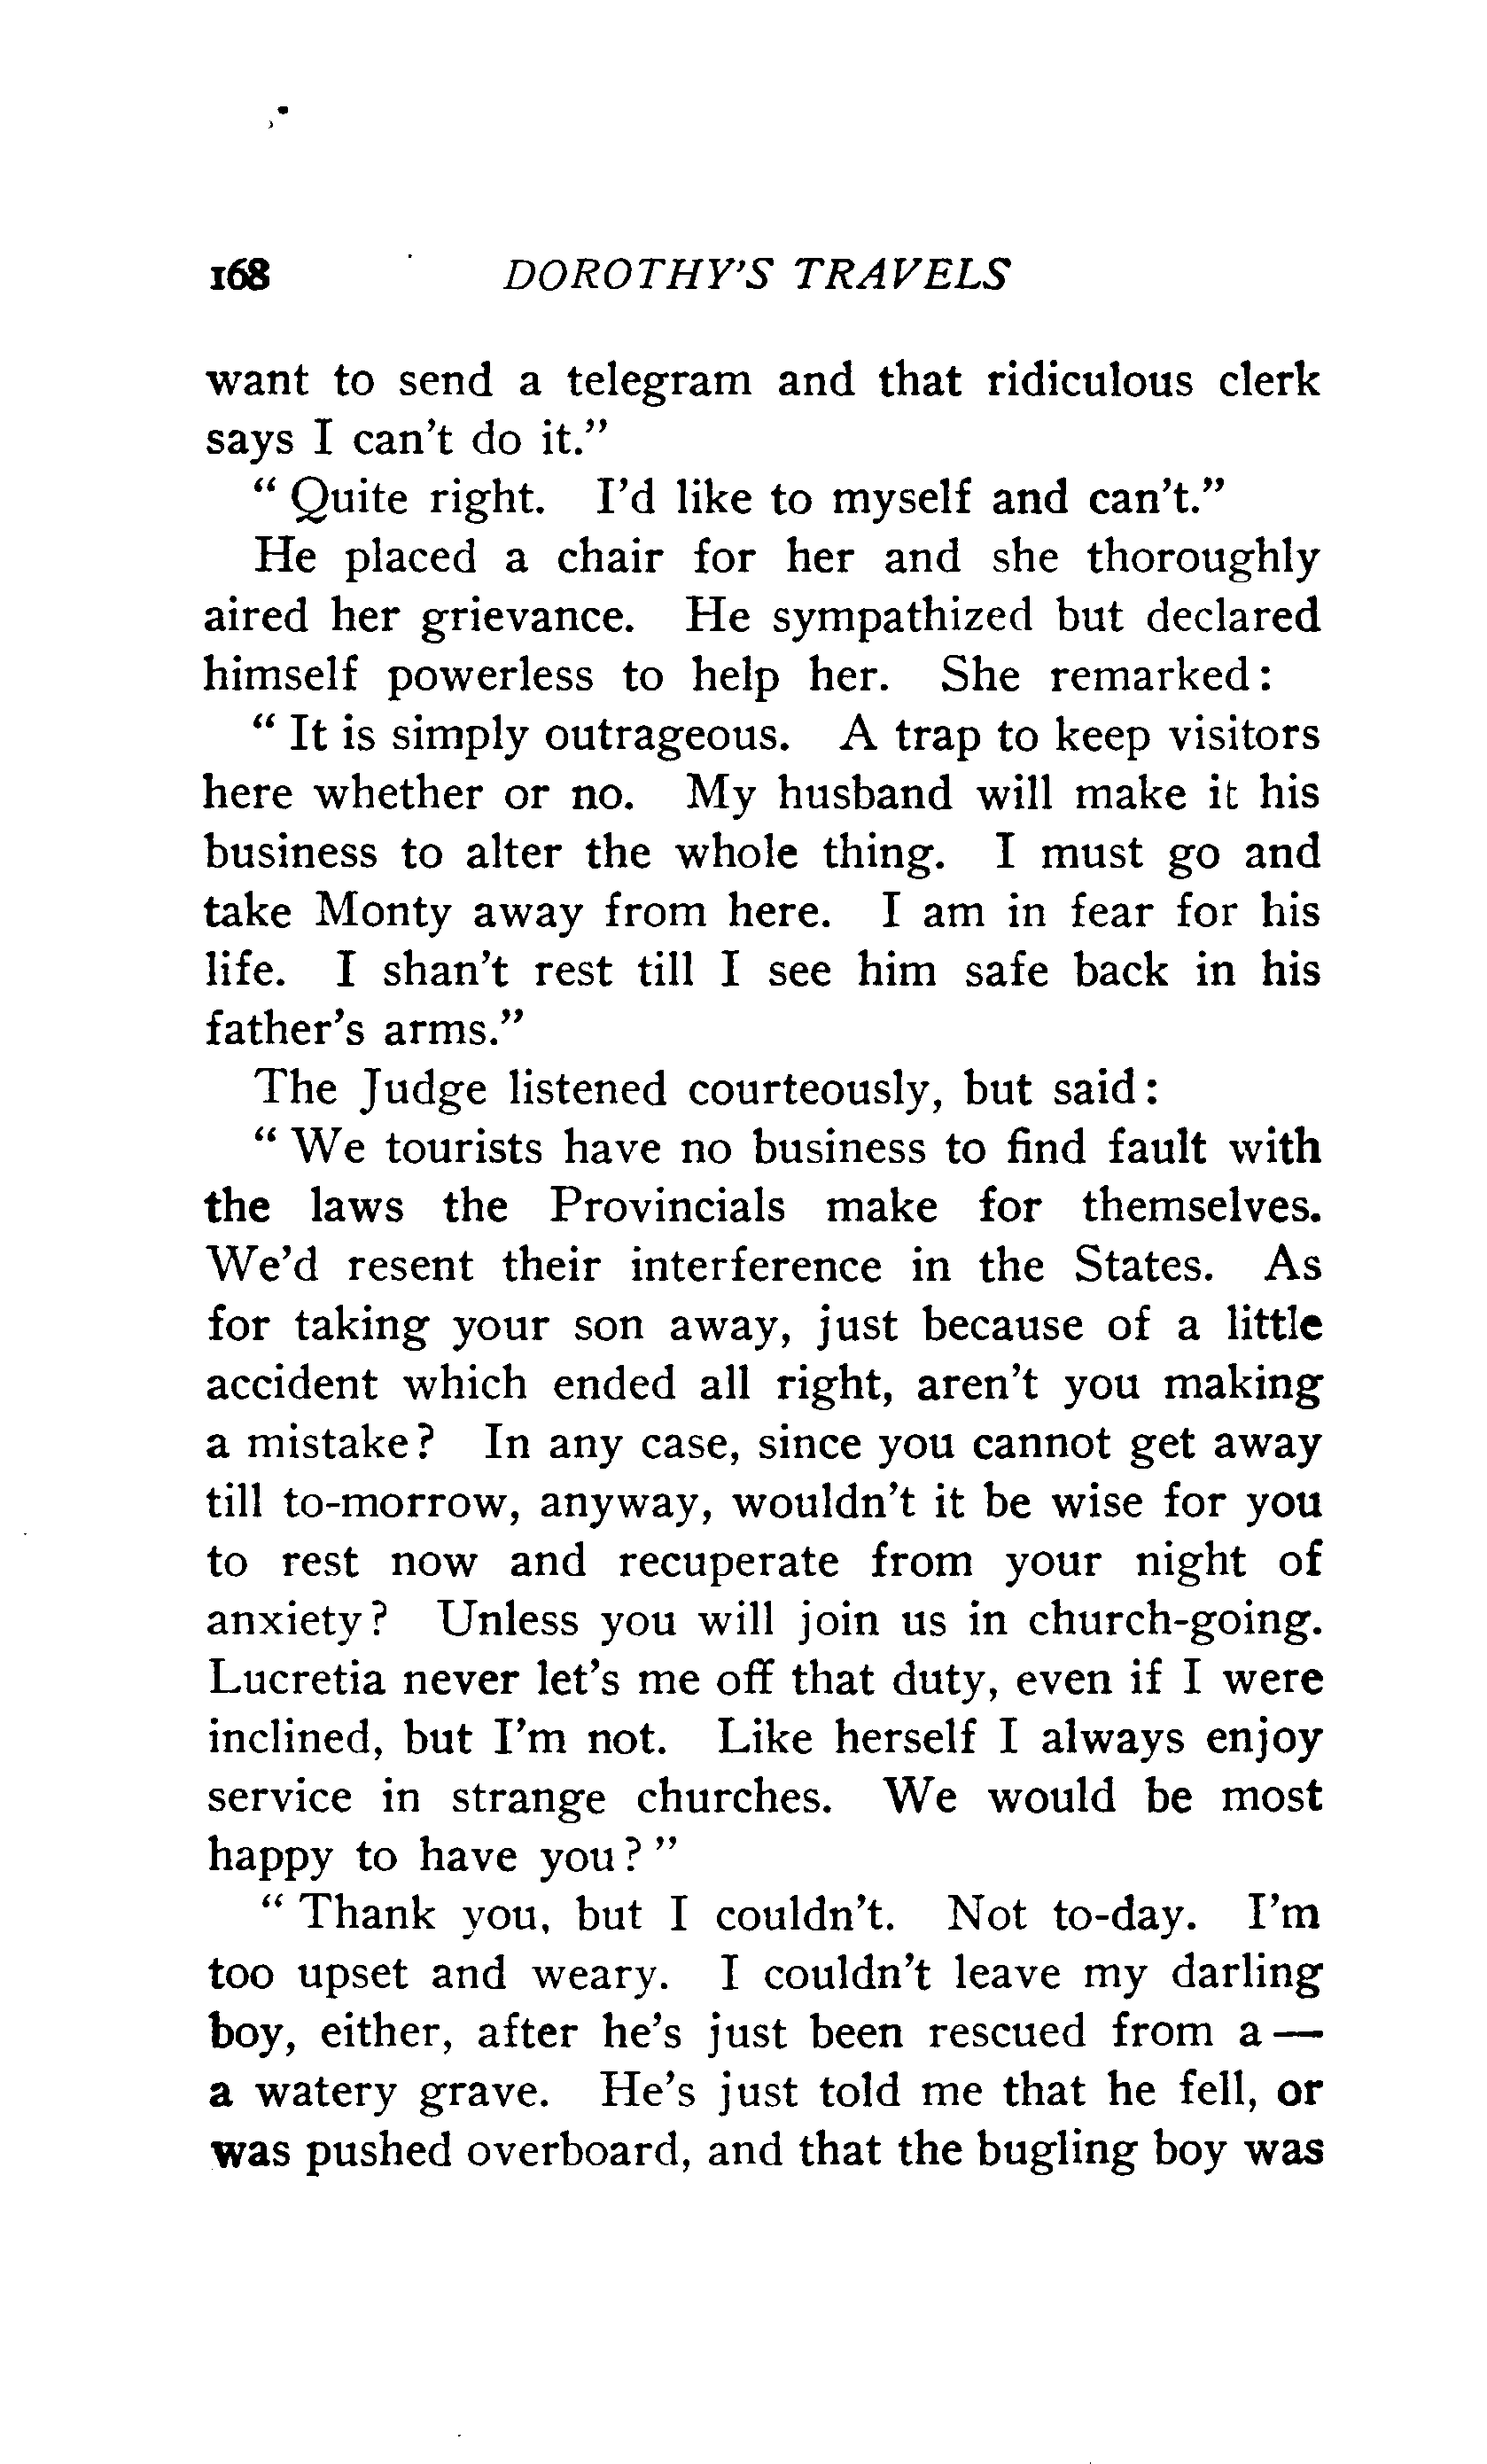 168 DOROTHY'S TRAVELS
want to send a telegram and that ridiculous clerk
says I can't do it."
" Quite right. I'd like to myself and can't."
He placed a chair for her and she thoroughly
aired her grievance. He sympathized but declared
himself powerless to help her. She remarked:
" It is simply outrageous. A trap to keep visitors
here whether or no. My husband will make it his
business to alter the whole thing. I must go and
take Monty away from here. I am in fear for his
life. I shan't rest till I see him safe back in his
father's arms."
The Judge listened courteously, but said:
" We tourists have no business to find fault with
the laws the Provincials make for themselves.
We'd resent their interference in the States. As
for taking your son away, just because of a little
accident which ended all right, aren't you making
a mistake? In any case, since you cannot get away
till to-morrow, anyway, wouldn't it be wise for you
to rest now and recuperate from your night of
anxiety? Unless you will join us in church-going.
Lucretia never let's me off that duty, even if I were
inclined, but I'm not. Like herself I always enjoy
service in strange churches. We would be most
happy to have you? "
" Thank you, but I couldn't. Not to-day. I'm
too upset and weary. I couldn't leave my darling
boy, either, after he's just been rescued from a —
a watery grave. He's just told me that he fell, or
was pushed overboard, and that the bugling boy was